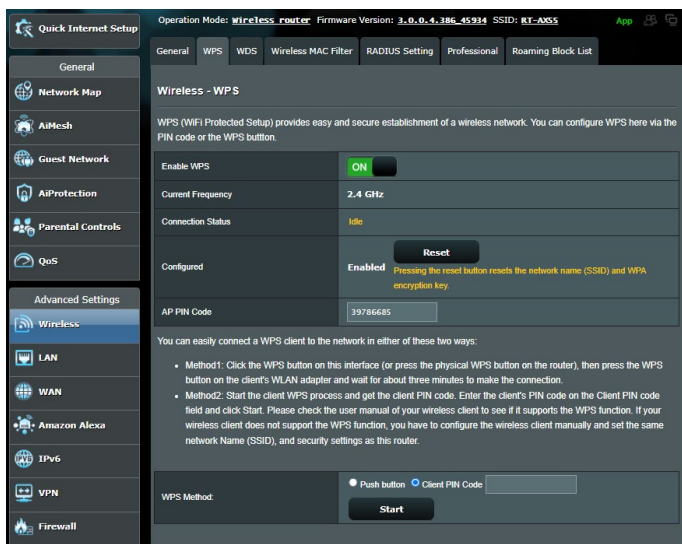 Quick Internet Setup
General
Network Map
AiMesh
Guest Network
AiProtection
Parental Controls
QoS
Advanced Settings
Wireless
LAN
WAN
Amazon Alexa
IPv6
VPN
Firewall
Operation Mode: Wireless router Firmware Version: 3.0.0.4.386_45934 SSID: RT-AX55 App
General WPS WDS Wireless MAC Filter RADIUS Setting Professional Roaming Block List
Wireless - WPS
WPS (WiFi Protected Setup) provides easy and secure establishment of a wireless network. You can configure WPS here via the
PIN code or the WPS buttton.
Enable WPS ON
Current Frequency 2.4 GHz
Connection Status Idle
Configured Enabled Reset
Pressing the reset button resets the network name (SSID) and WPA
encryption key.
AP PIN Code 39786685
You can easily connect a WPS client to the network in either of these two ways:
• Method1: Click the WPS button on this interface (or press the physical WPS button on the router), then press the WPS
button on the client's WLAN adapter and wait for about three minutes to make the connection.
• Method2: Start the client WPS process and get the client PIN code. Enter the client's PIN code on the Client PIN code
field and click Start. Please check the user manual of your wireless client to see if it supports the WPS function. If your
wireless client does not support the WPS function, you have to configure the wireless client manually and set the same
network Name (SSID), and security settings as this router.
WPS Method: Push button Client PIN Code
Start